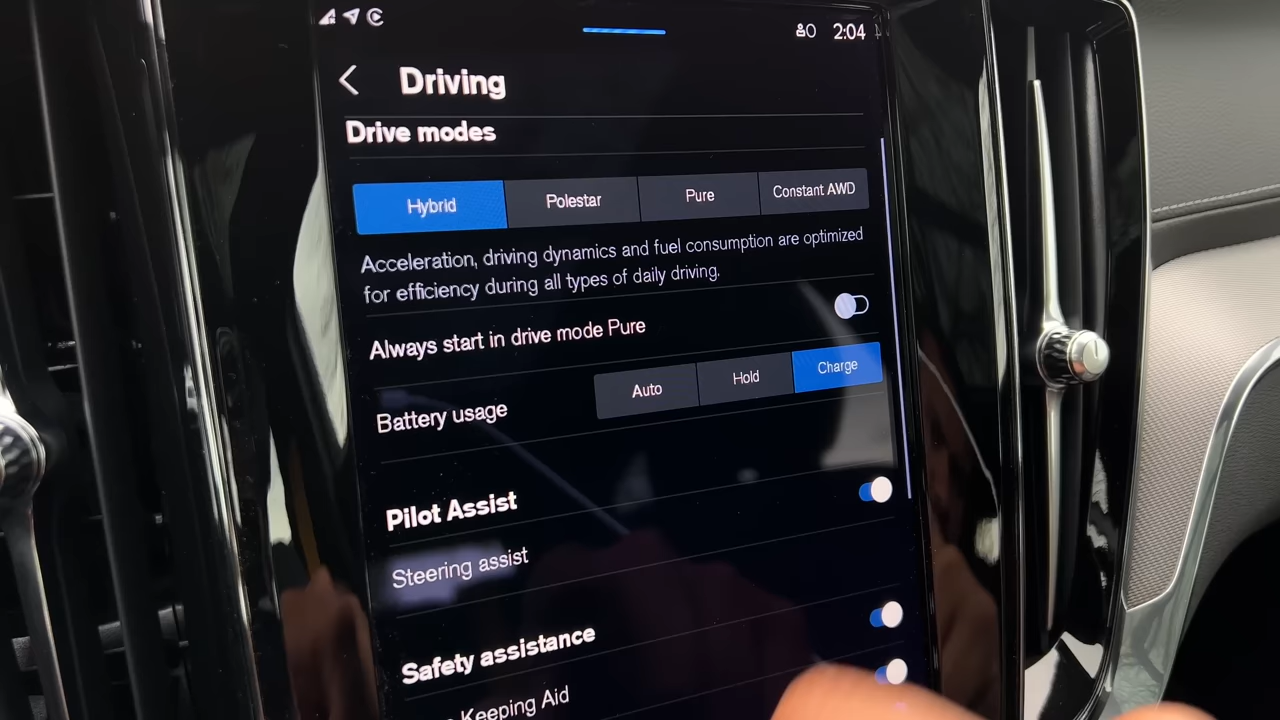 2:04
Driving
Drive modes
Hybrid Polestar Pure Constant AWD
Acceleration, driving dynamics and fuel consumption are optimized
for efficiency during all types of daily driving.
Always start in drive mode Pure
Battery usage Auto Hold Charge
Pilot Assist
Steering assist
Safety assistance
Keeping Aid